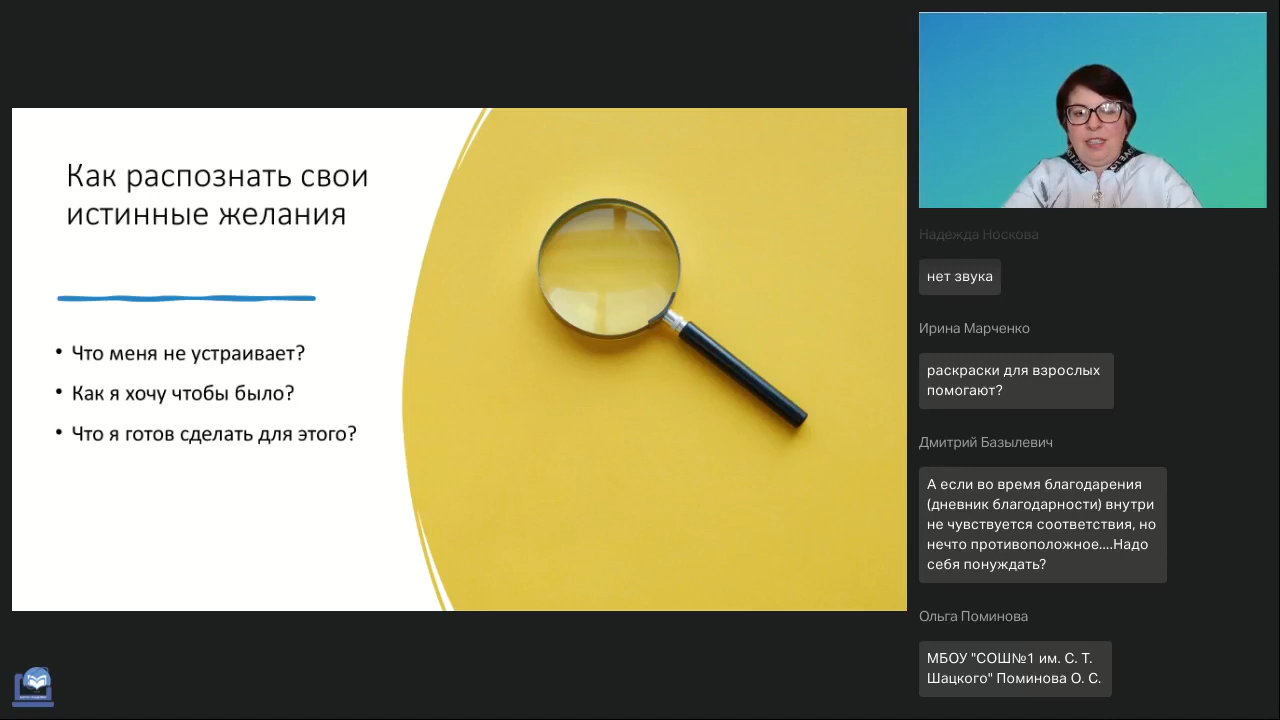 Как распознать свои
истинные желания
• Что меня не устраивает?
• Как я хочу чтобы было?
• Что я готов сделать для этого?
Надежда Носкова
нет звука
Ирина Марченко
раскраски для взрослых
помогают?
Дмитрий Базылевич
А если во время благодарения
(дневник благодарности) внутри
не чувствуется соответствия, но
нечто противоположное....Надо
себя понуждать?
Ольга Поминова
МБОУ "СОШ№1 им. С. Т.
Шацкого" Поминова О. С.